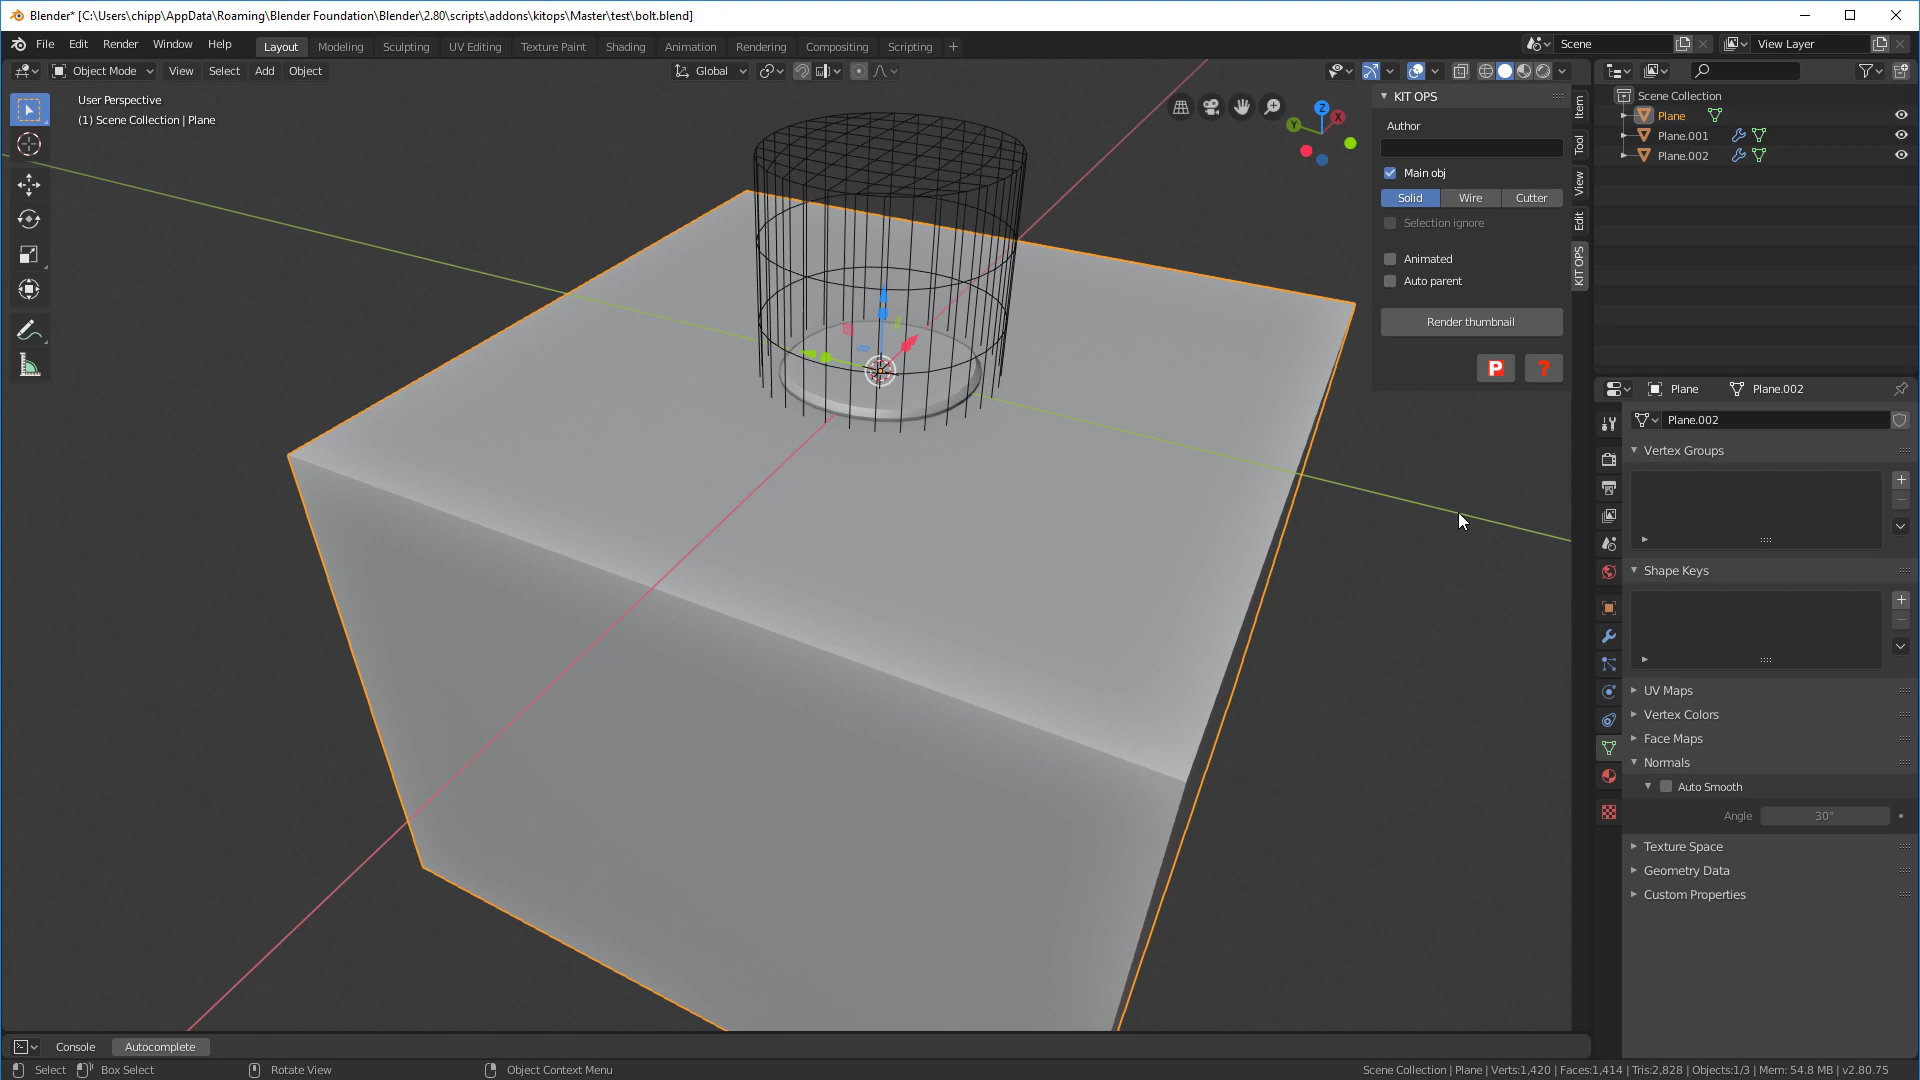 Blender* [C:\Users\chipp\AppData\Roaming\Blender Foundation\Blender\2.80\scripts\addons\kitops\Master\test\bolt.blend]
File Edit Render Window Help Layout Modeling Sculpting UV Editing Texture Paint Shading Animation Rendering Compositing Scripting + Scene View Layer
Object Mode View Select Add Object Global
User Perspective
(1) Scene Collection | Plane
Z
X
Y
KIT OPS
Author
Main obj
Solid Wire Cutter
Selection ignore
Animated
Auto parent
Render thumbnail
P ?
Item
Tool
View
Edit
KIT OPS
Scene Collection
Plane
Plane.001
Plane.002
Plane Plane.002
Plane.002
Vertex Groups
Shape Keys
UV Maps
Vertex Colors
Face Maps
Normals
Auto Smooth
Angle 30°
Texture Space
Geometry Data
Custom Properties
Console Autocomplete
Select Box Select Rotate View Object Context Menu Scene Collection | Plane | Verts:1,420 | Faces:1,414 | Tris:2,828 | Objects:1/3 | Mem: 54.8 MB | v2.80.75